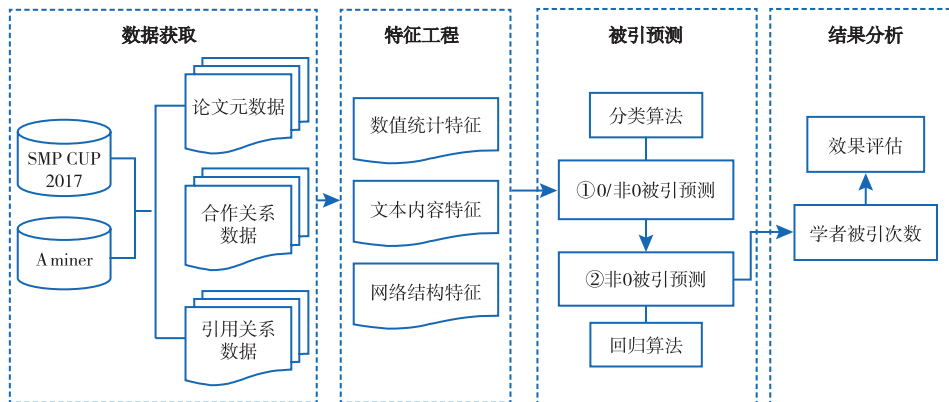 数据获取
SMP CUP
2017
Aminer
论文元数据
合作关系
数据
引用关系
数据
特征工程
数值统计特征
文本内容特征
网络结构特征
被引预测
分类算法
①0/非0被引预测
②非0被引预测
回归算法
结果分析
效果评估
学者被引次数